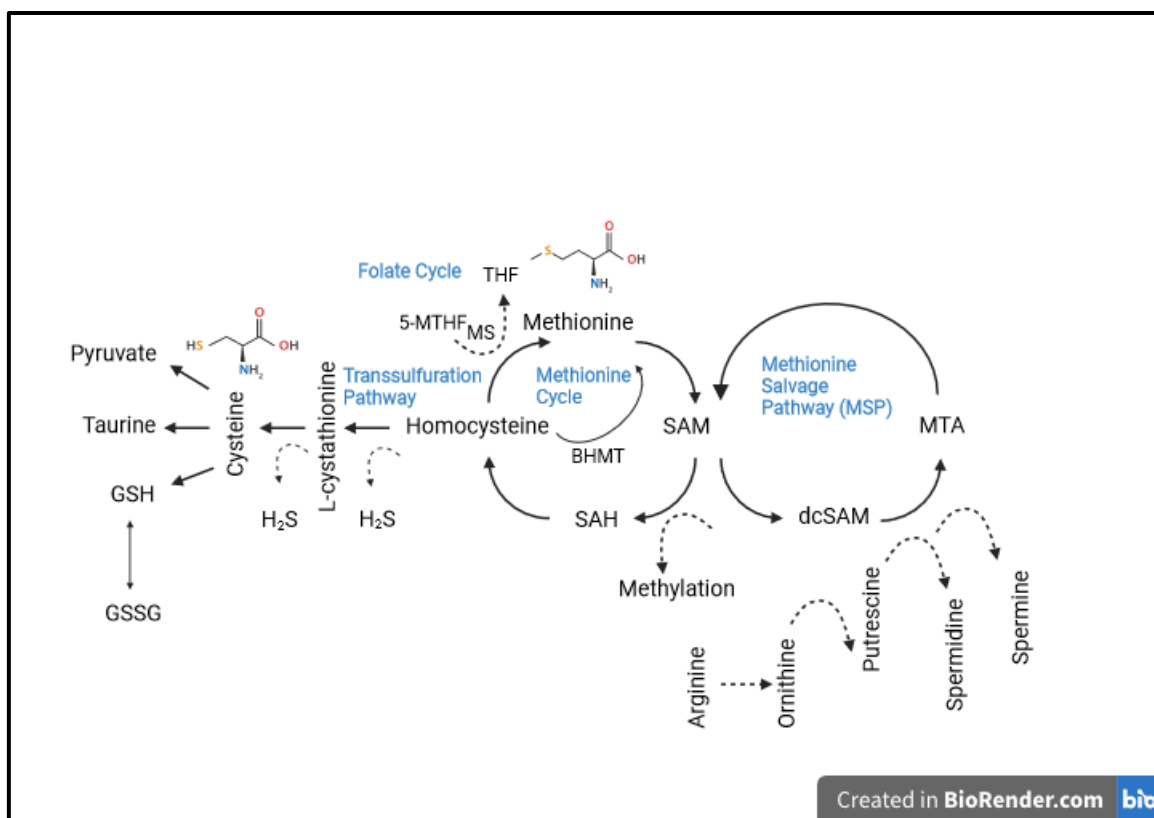 Folate Cycle
THF
O
S
OH
NH2
5-MTHF
MS
Methionine
O
HS
OH
NH2
Pyruvate
Transsulfuration
Pathway
Methionine
Cycle
Methionine
Salvage
Pathway (MSP)
Taurine
Cysteine
L-cystathionine
Homocysteine
BHMT
SAM
MTA
GSH
H2S
H2S
SAH
dcSAM
Methylation
GSSG
Arginine
Ornithine
Putrescine
Spermidine
Spermine
Created in BioRender.com
bio